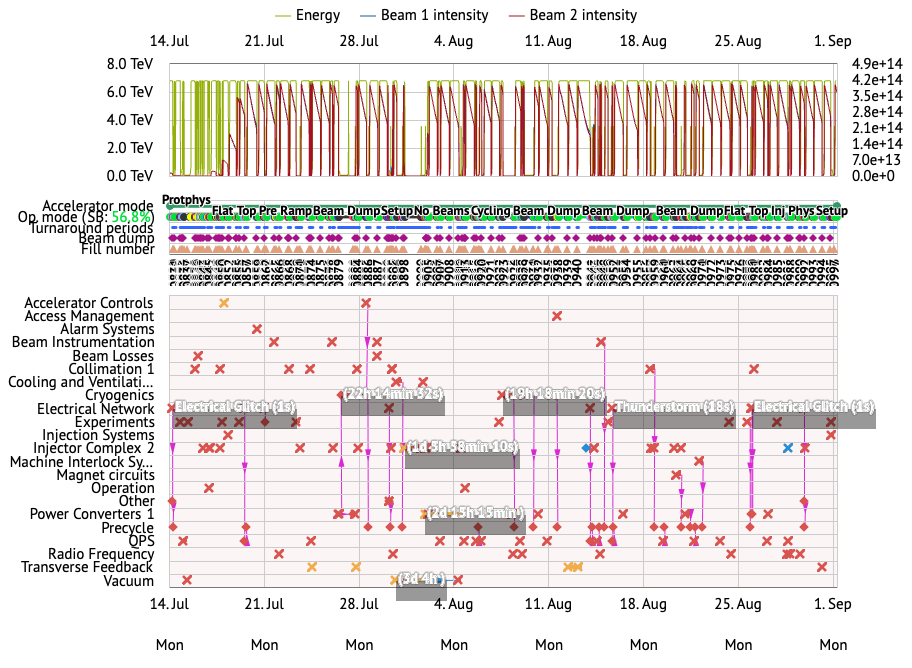 Energy Beam 1 intensity Beam 2 intensity
14.Jul 21.Jul 28.Jul 4.Aug 11.Aug 18.Aug 25.Aug 1.Sep
8.0 TeV 4.9e+14
4.2e+14
6.0 TeV 3.5e+14
2.8e+14
4.0 TeV 2.1e+14
2.0 TeV 1.4e+14
7.0e+13
0.0 TeV 0.0e+0
Protphys
Accelerator mode
Flat Top Pre Ramp Beam Dump Setup No Beams Cycling Beam Dump Beam Dump Beam Dump Flat Top Inj Phys Setup
Op mode (SB: 56,8%)
Turnaround periods
Beam dump
Fill number
Accelerator Controls
Access Management
Alarm Systems
Beam Instrumentation
Beam Losses
Collimation 1
Cooling and Ventilati...
Cryogenics (22h 14min 32s) (19h 18min 20s)
Electrical Network Electrical Glitch (1s) Thunderstorm (18s) Electrical Glitch (1s)
Experiments
Injection Systems
Injector Complex 2 (1d 5h 58min 10s)
Machine Interlock Sy...
Magnet circuits
Operation
Other
Power Converters 1 (2d 15h 15min )
Precycle
QPS
Radio Frequency
Transverse Feedback
Vacuum (3d 4h )
14.Jul 21.Jul 28.Jul 4.Aug 11.Aug 18.Aug 25.Aug 1.Sep
Mon Mon Mon Mon Mon Mon Mon Mon